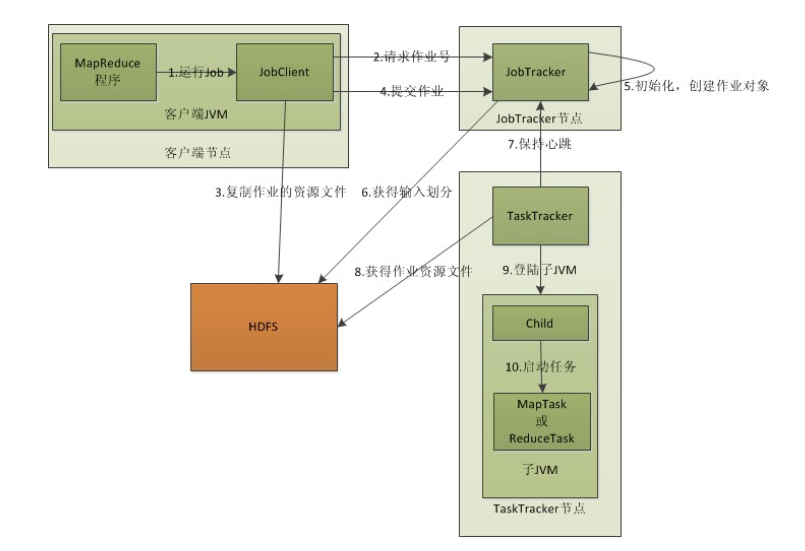 MapReduce
程序
1.运行Job
JobClient
客户端JVM
客户端节点
2.请求作业号
4.提交作业
JobTracker
JobTracker节点
5.初始化，创建作业对象
7.保持心跳
3.复制作业的资源文件
6.获得输入划分
TaskTracker
8.获得作业资源文件
9.登陆子JVM
HDFS
Child
10.启动任务
MapTask
或
ReduceTask
子JVM
TaskTracker节点